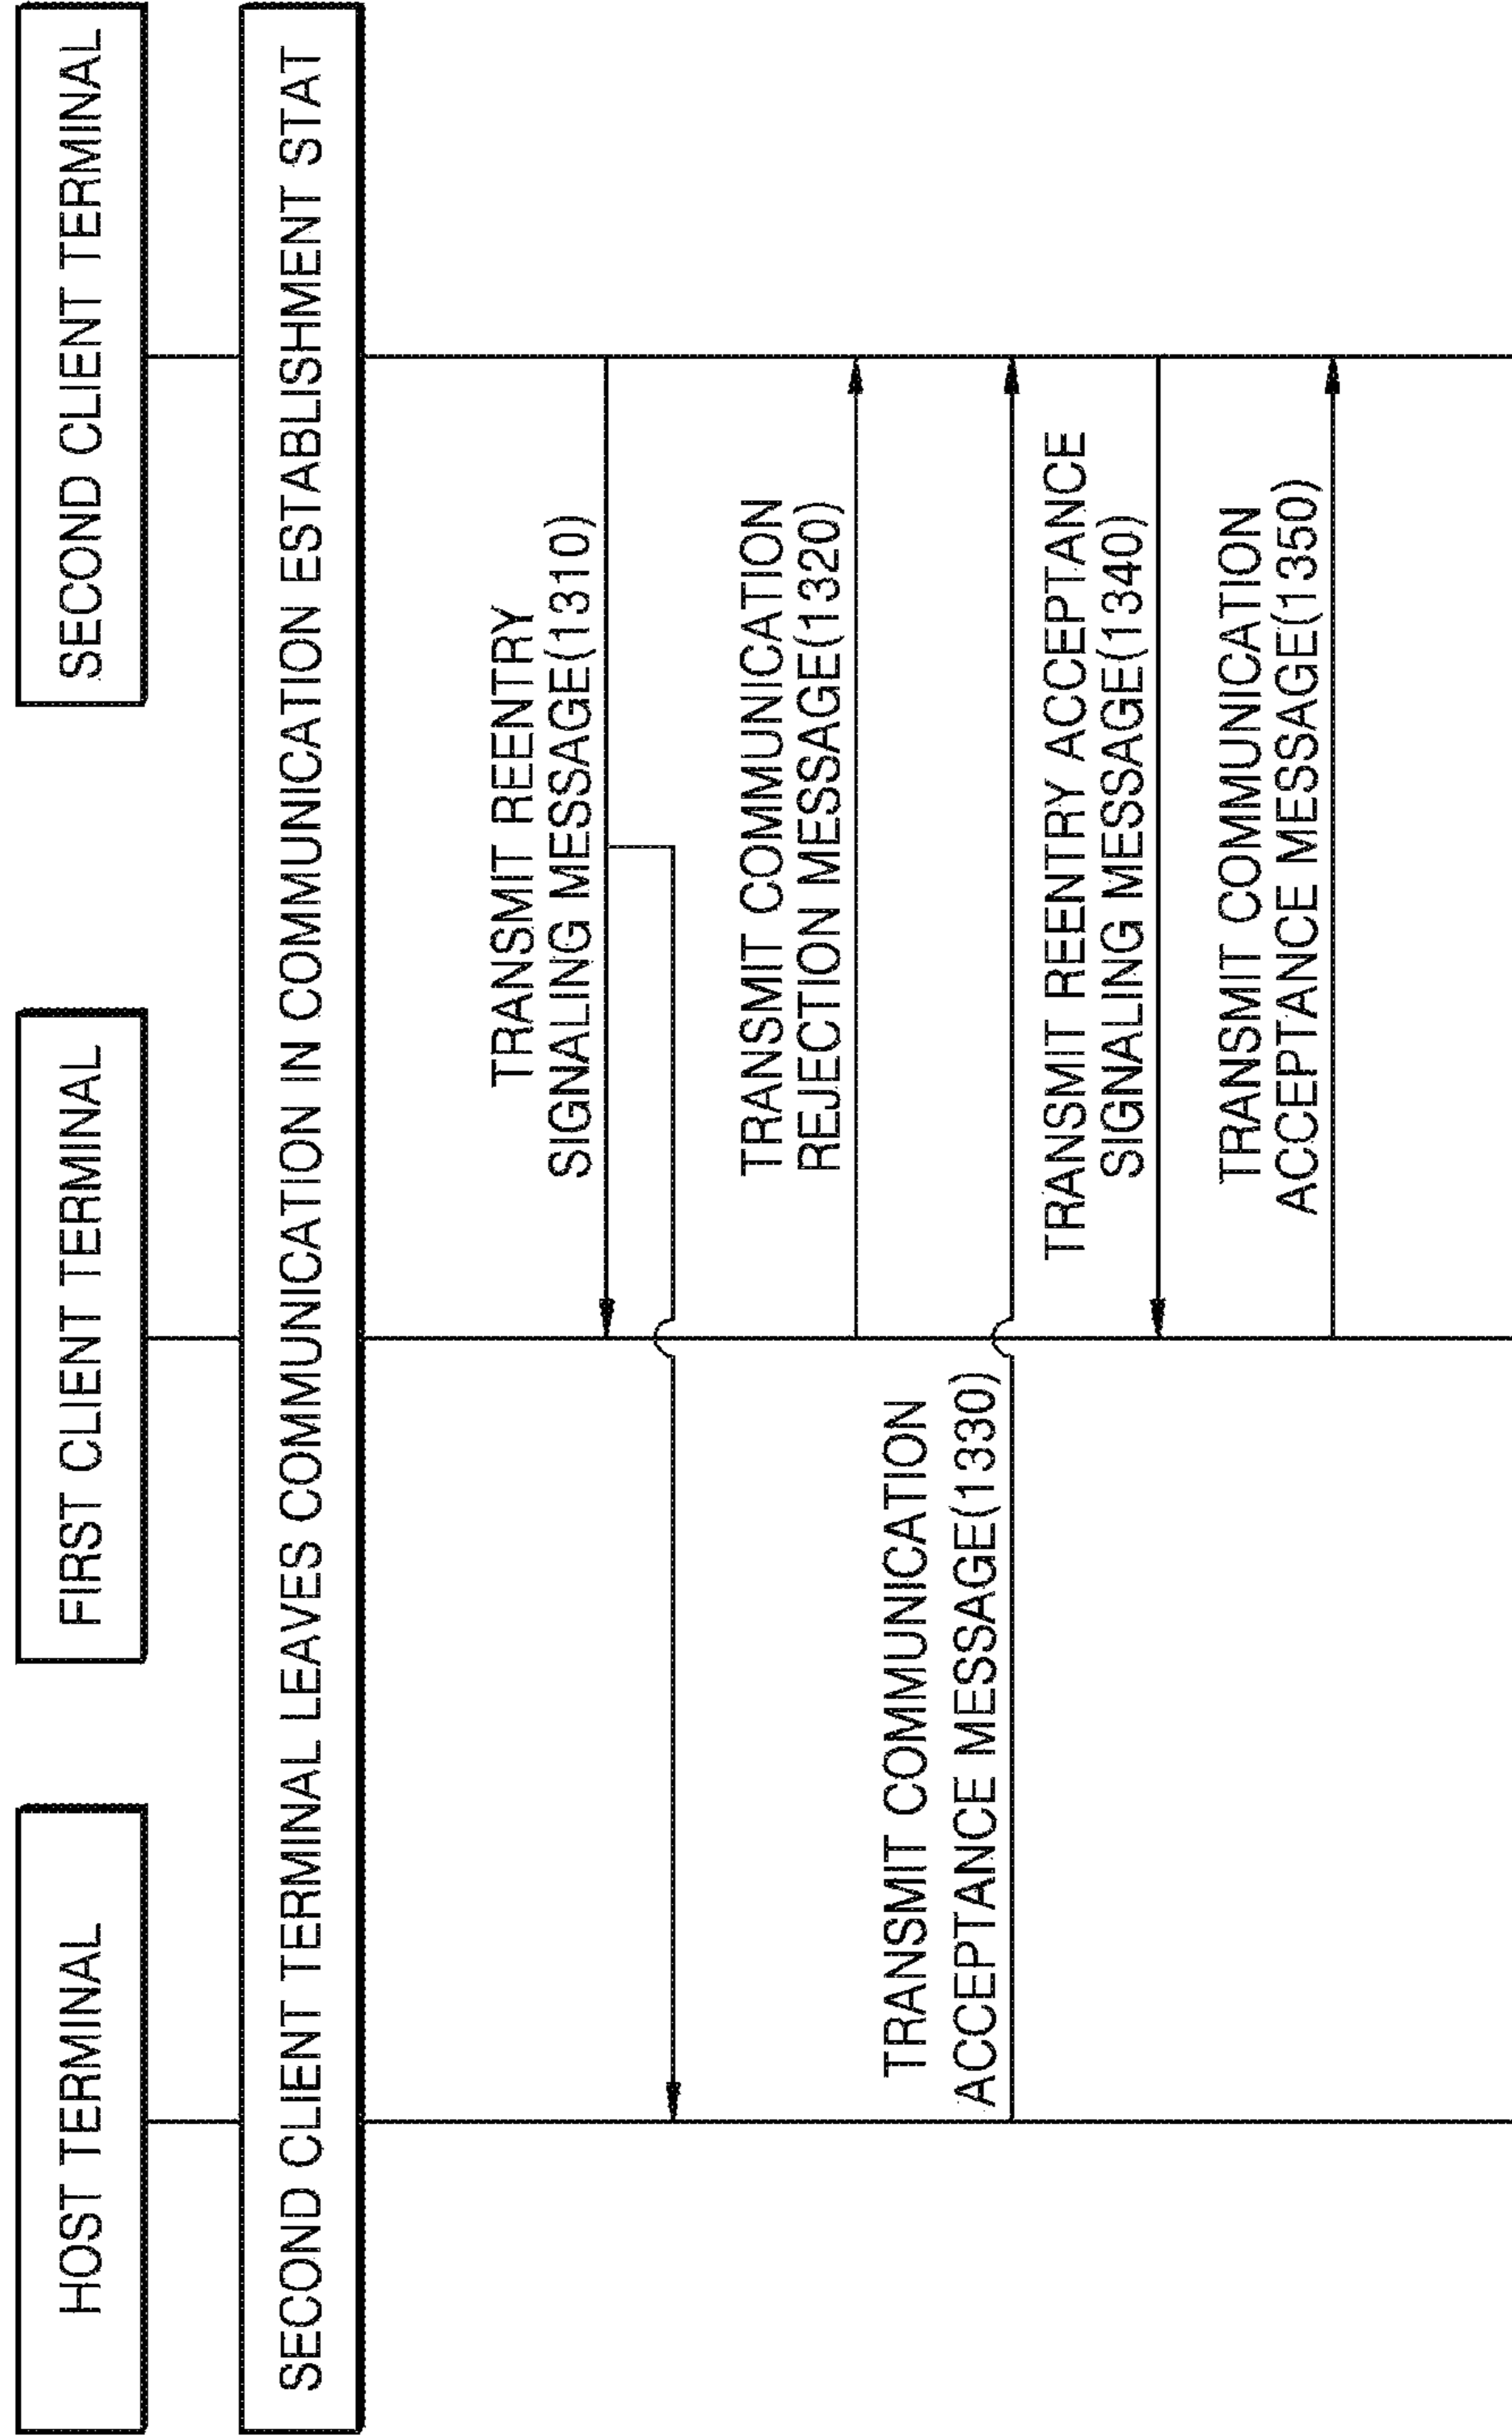 HOST TERMINAL
FIRST CLIENT TERMINAL
SECOND CLIENT TERMINAL
SECOND CLIENT TERMINAL LEAVES COMMUNICATION IN COMMUNICATION ESTABLISHMENT STAT
TRANSMIT REENTRY
SIGNALING MESSAGE(1310)
TRANSMIT COMMUNICATION
REJECTION MESSAGE(1320)
TRANSMIT COMMUNICATION
ACCEPTANCE MESSAGE(1330)
TRANSMIT REENTRY ACCEPTANCE
SIGNALING MESSAGE(1340)
TRANSMIT COMMUNICATION
ACCEPTANCE MESSAGE(1350)